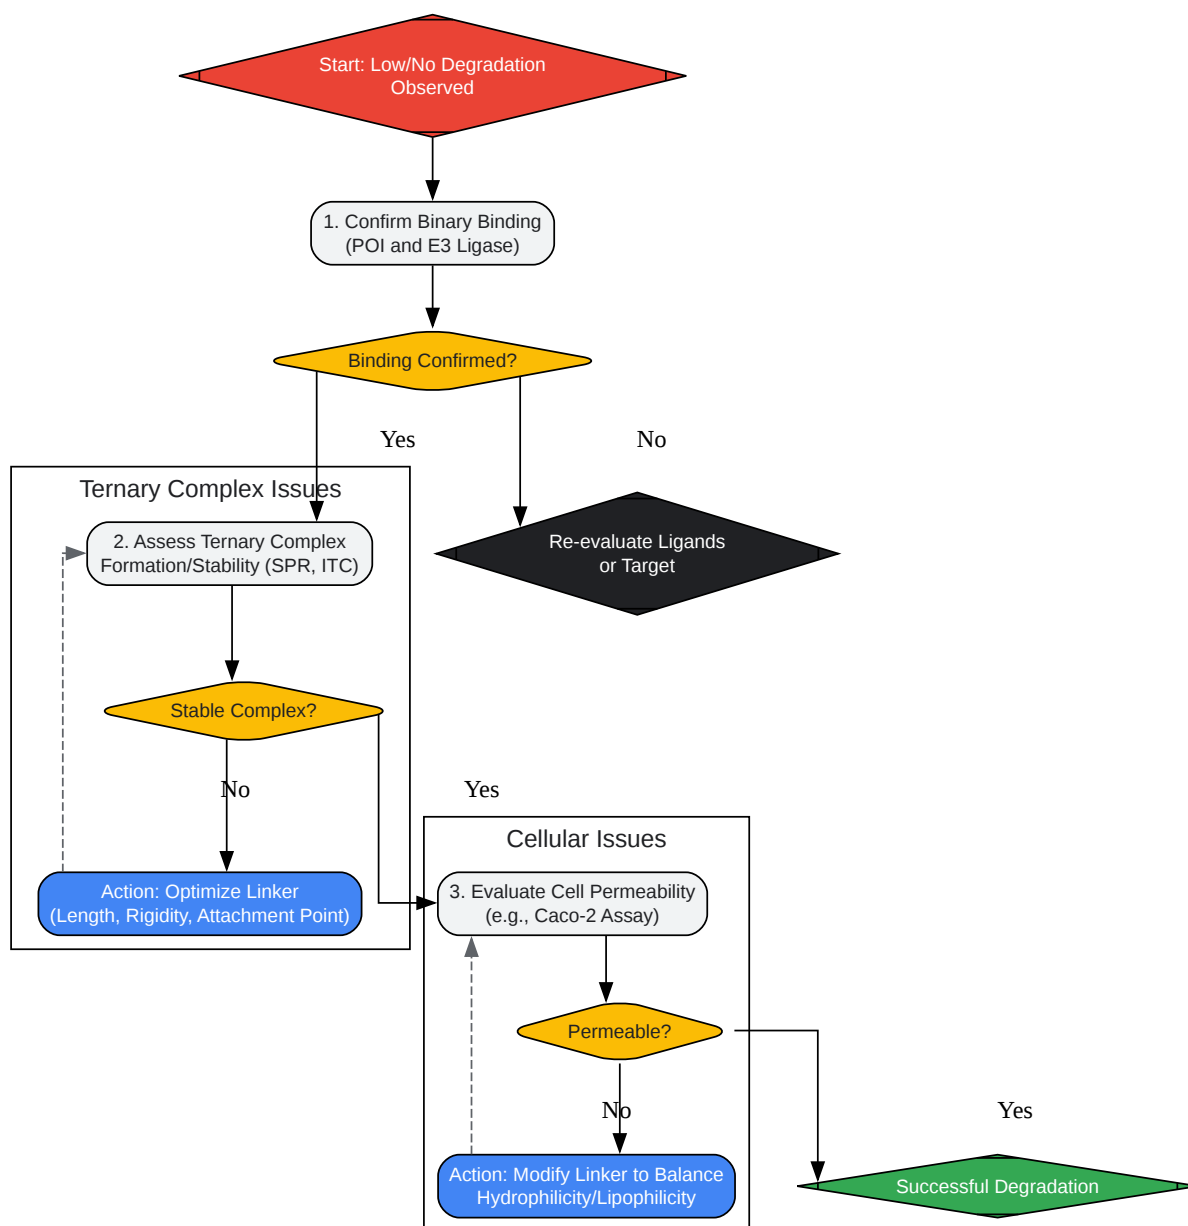 Start: Low/No Degradation
Observed
1. Confirm Binary Binding
(POI and E3 Ligase)
Binding Confirmed?
Yes
No
Ternary Complex Issues
2. Assess Ternary Complex
Formation/Stability (SPR, ITC)
Re-evaluate Ligands
or Target
Stable Complex?
No
Yes
Cellular Issues
Action: Optimize Linker
(Length, Rigidity, Attachment Point)
3. Evaluate Cell Permeability
(e.g., Caco-2 Assay)
Permeable?
No
Yes
Action: Modify Linker to Balance
Hydrophilicity/Lipophilicity
Successful Degradation